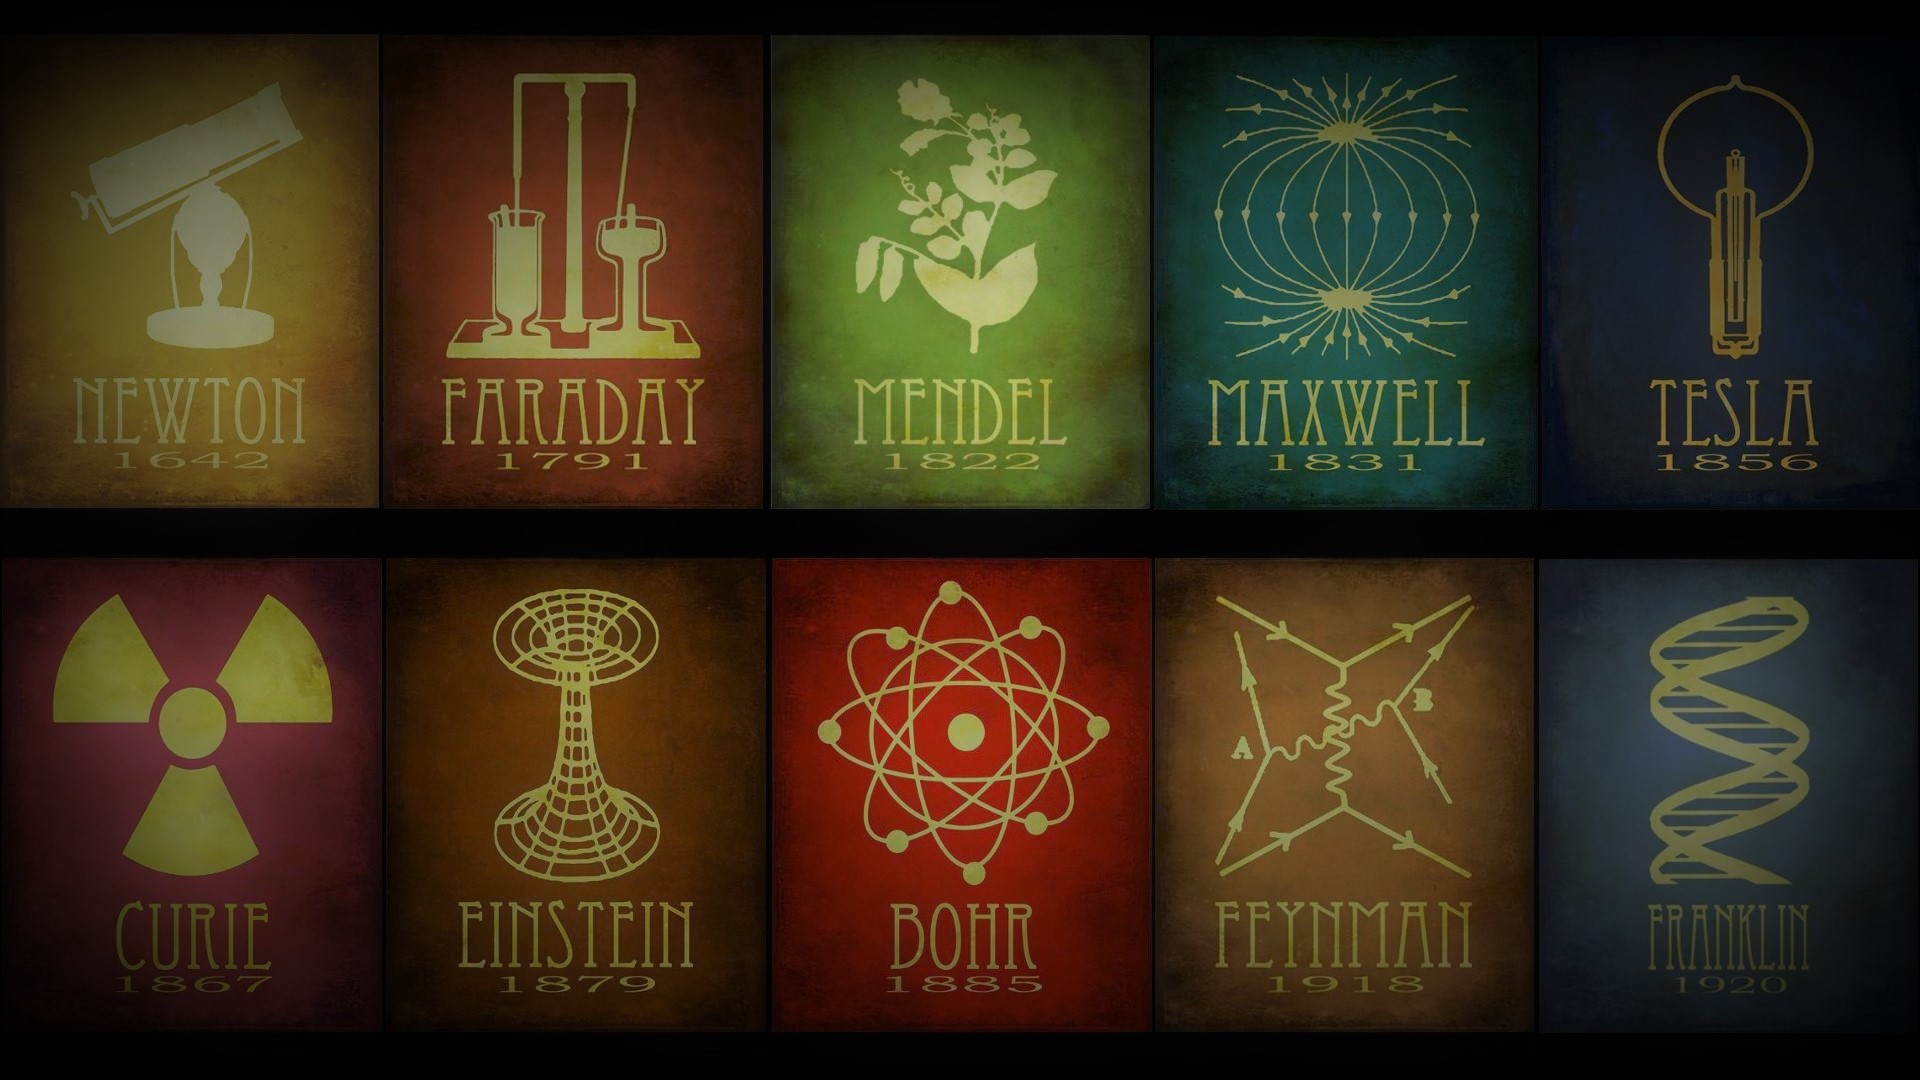 NEWTON
1642
FARADAY
1791
MENDEL
1822
MAXWELL
1831
TESLA
1856
CURIE
1867
EINSTEIN
1879
BOHR
1885
A
B
FEYNMAN
1918
FRANKLIN
1920